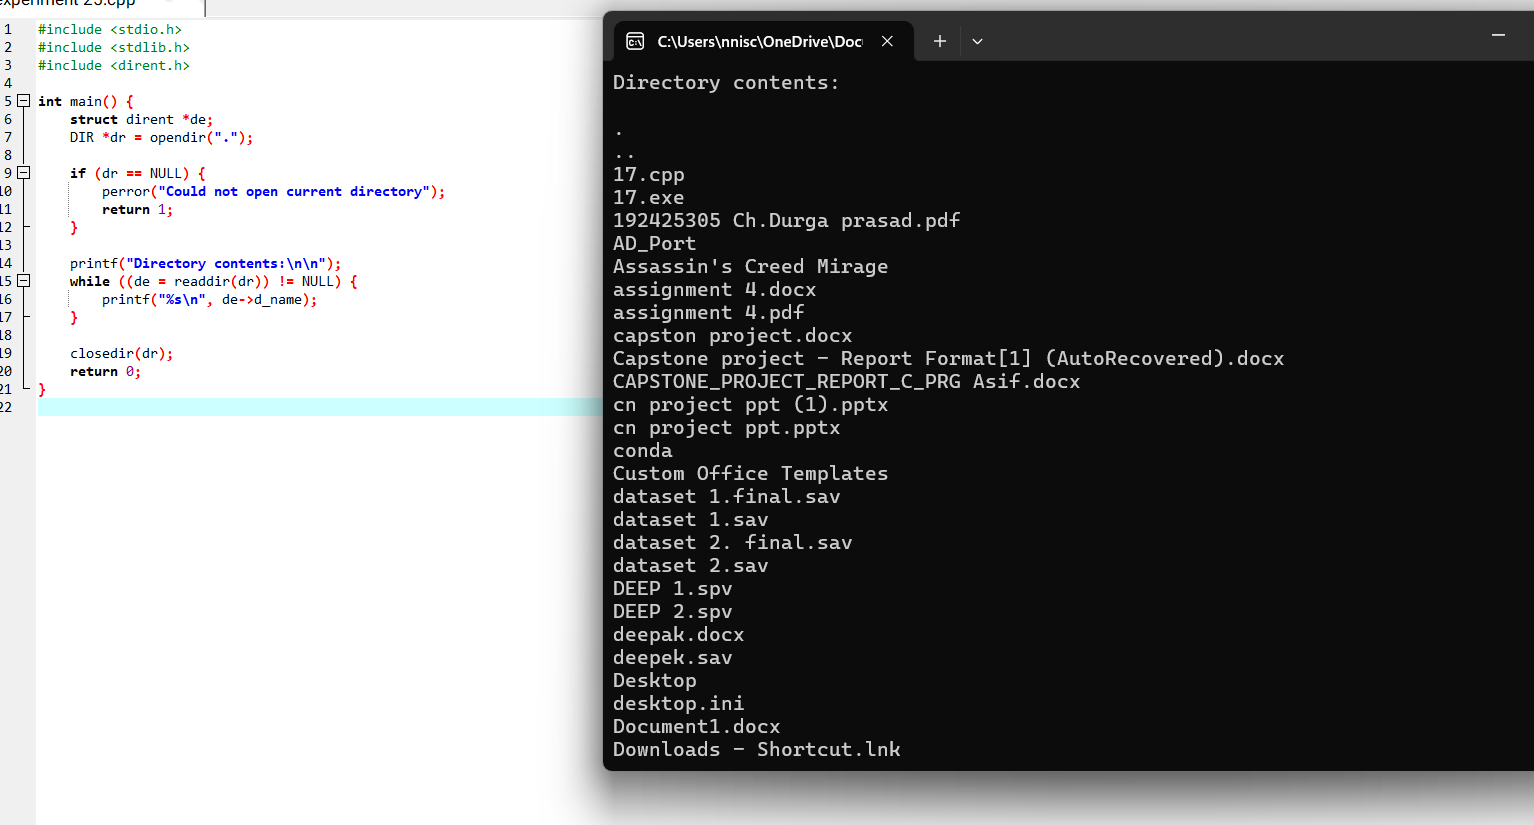 experiment 25.cpp
1 #include <stdio.h>
2 #include <stdlib.h>
3 #include <dirent.h>
4
5 int main() {
6 struct dirent *de;
7 DIR *dr = opendir(".");
8
9 if (dr == NULL) {
10 perror("Could not open current directory");
11 return 1;
12 }
13
14 printf("Directory contents:\n\n");
15 while ((de = readdir(dr)) != NULL) {
16 printf("%s\n", de->d_name);
17 }
18
19 closedir(dr);
20 return 0;
21 }
22
C:\Users\nnisc\OneDrive\Doc
Directory contents:
.
..
17.cpp
17.exe
192425305 Ch.Durga prasad.pdf
AD_Port
Assassin's Creed Mirage
assignment 4.docx
assignment 4.pdf
capston project.docx
Capstone project - Report Format[1] (AutoRecovered).docx
CAPSTONE_PROJECT_REPORT_C_PRG Asif.docx
cn project ppt (1).pptx
cn project ppt.pptx
conda
Custom Office Templates
dataset 1.final.sav
dataset 1.sav
dataset 2. final.sav
dataset 2.sav
DEEP 1.spv
DEEP 2.spv
deepak.docx
deepek.sav
Desktop
desktop.ini
Document1.docx
Downloads - Shortcut.lnk